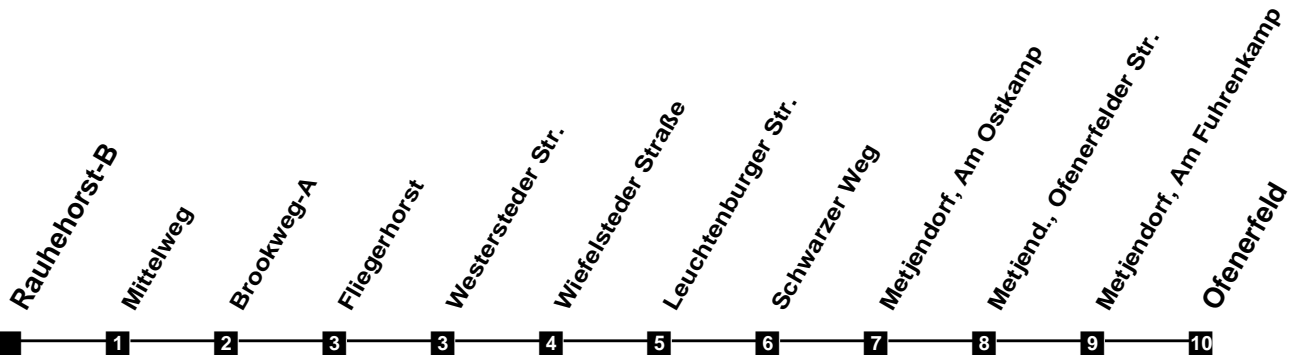 Rauhehorst-B
Mittelweg
Brookweg-A
Fliegerhorst
Westersteder Str.
Wiefelsteder Straße
Leuchtenburger Str.
Schwarzer Weg
Metjendorf, Am Ostkamp
Metjend., Ofenerfelder Str.
Metjendorf, Am Fuhrenkamp
Ofenerfeld
1 2 3 3 4 5 6 7 8 9 10